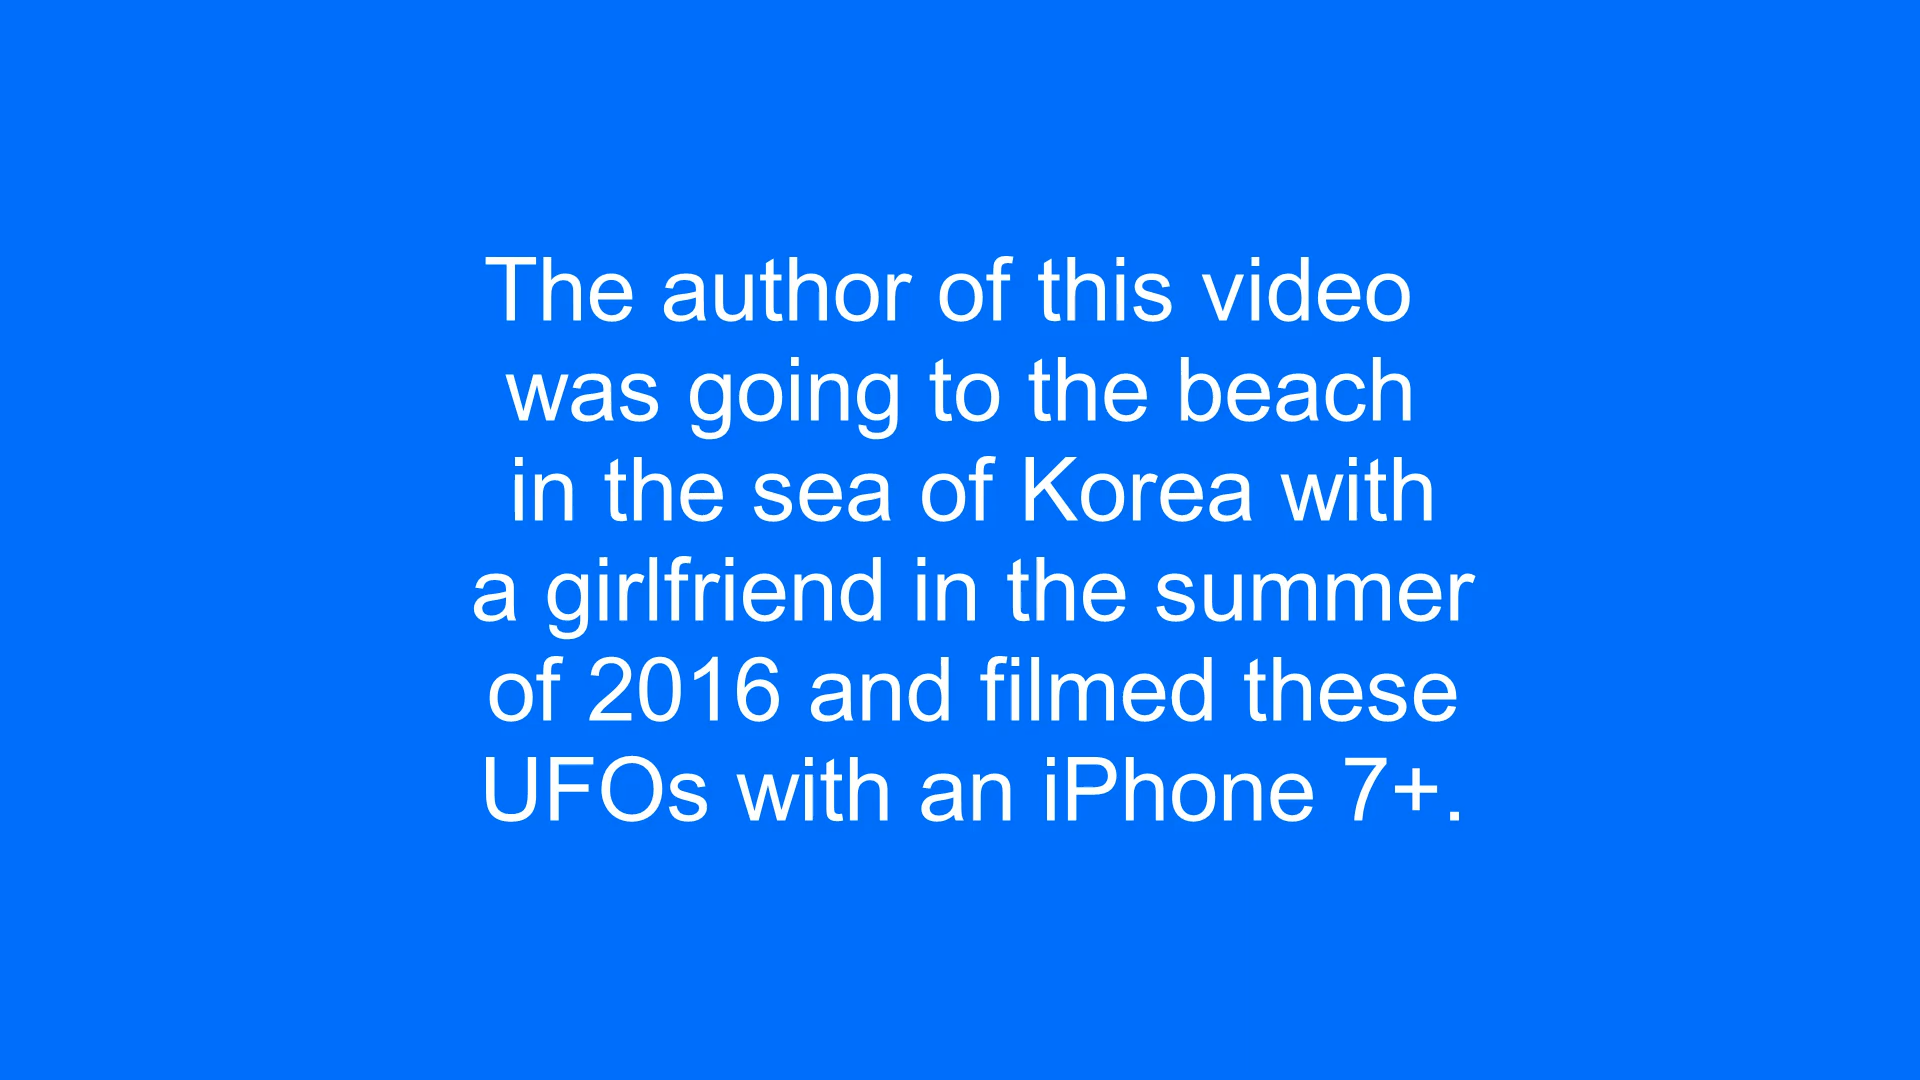 The author of this video
was going to the beach
in the sea of Korea with
a girlfriend in the summer
of 2016 and filmed these
UFOs with an iPhone 7+.